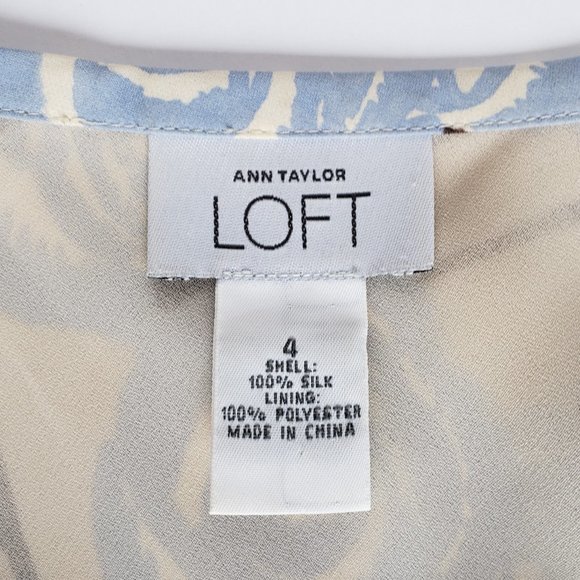 ANN TAYLOR
LOFT
4
SHELL:
100% SILK
LINING:
100% POLYESTER
MADE IN CHINA